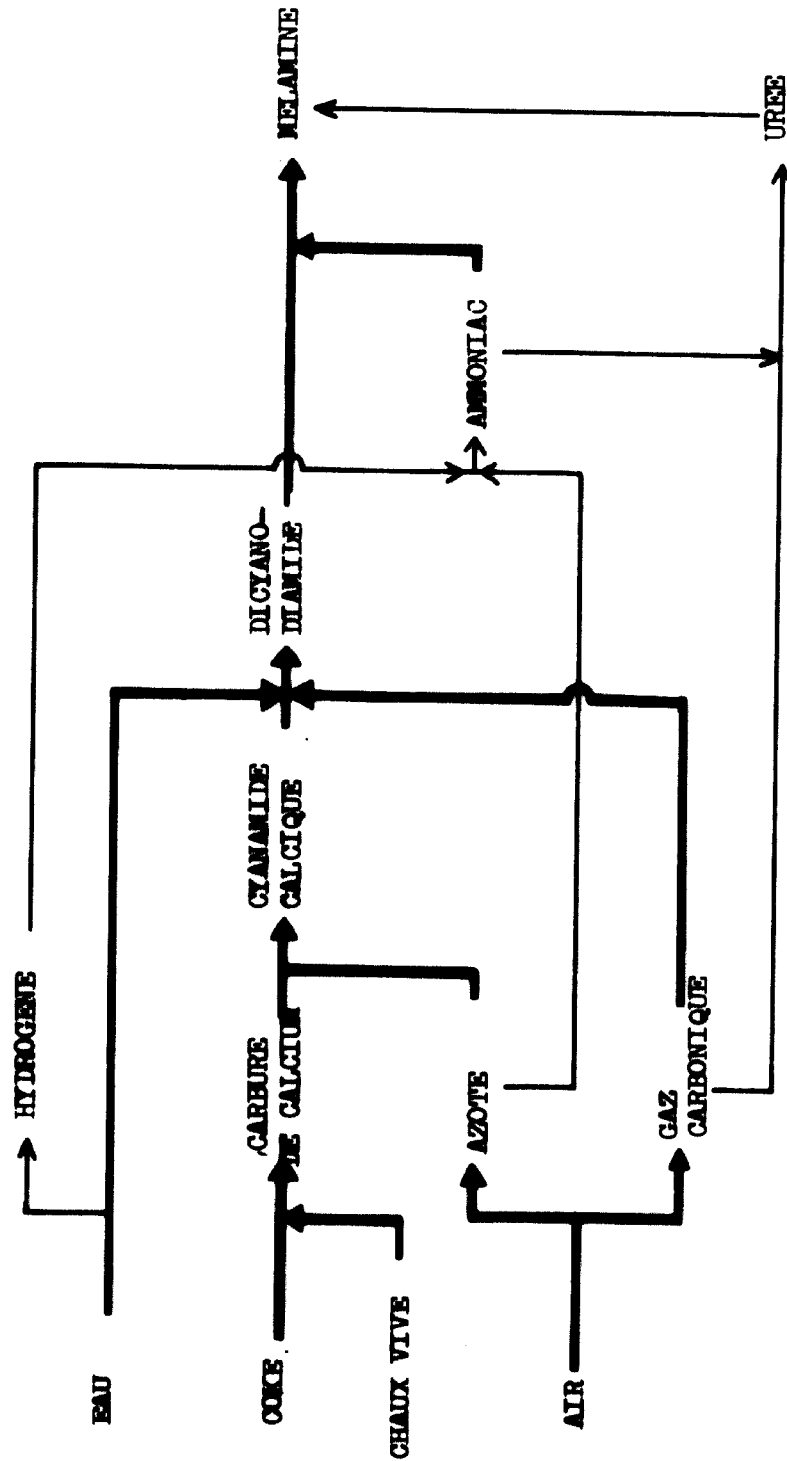 EAU
HYDROGENE
COKE
CHAUX VIVE
CARBURE
DE CALCIUM
CYANAMIDE
CALCIQUE
DICYANO-
DIAMIDE
MELAMINE
AIR
AZOTE
AMMONIAC
GAZ
CARBONIQUE
UREE